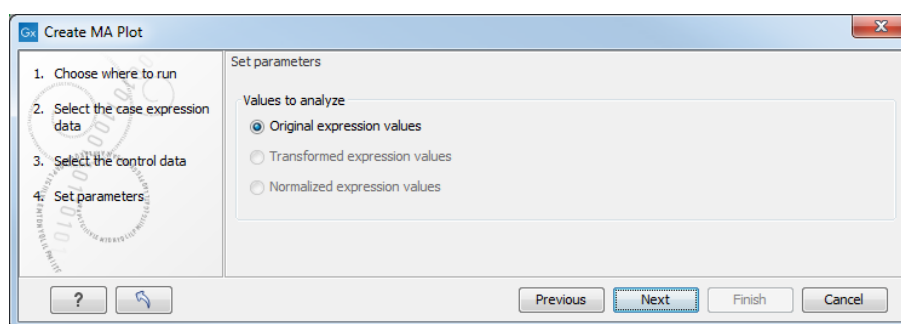 Gx Create MA Plot
1. Choose where to run
2. Select the case expression
data
3. Select the control data
4. Set parameters
Set parameters
Values to analyze
Original expression values
Transformed expression values
Normalized expression values
?
Previous
Next
Finish
Cancel